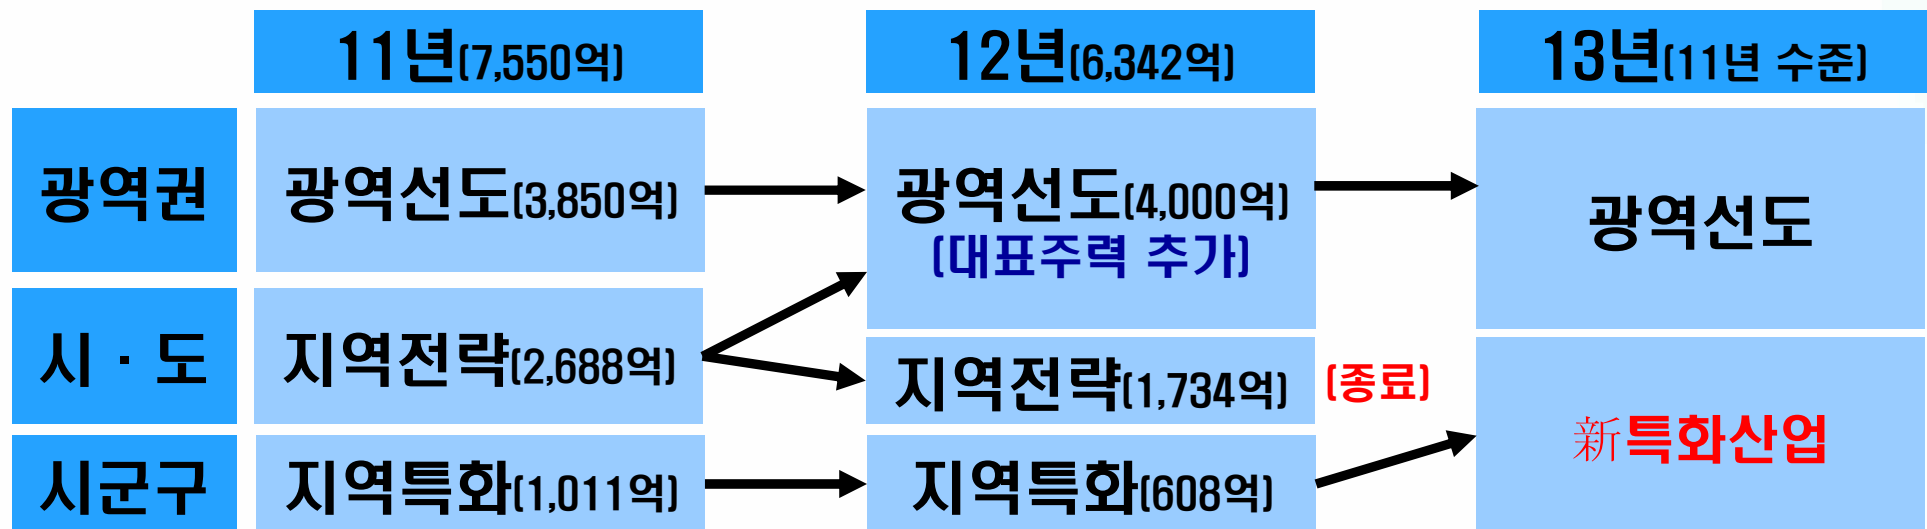 11년(7,550억)
12년(6,342억)
13년(11년 수준)
광역권
광역선도(3,850억)
광역선도(4,000억)
(대표주력 추가)
광역선도
시 · 도
지역전략(2,688억)
지역전략(1,734억)
(종료)
시군구
지역특화(1,011억)
지역특화(608억)
新특화산업